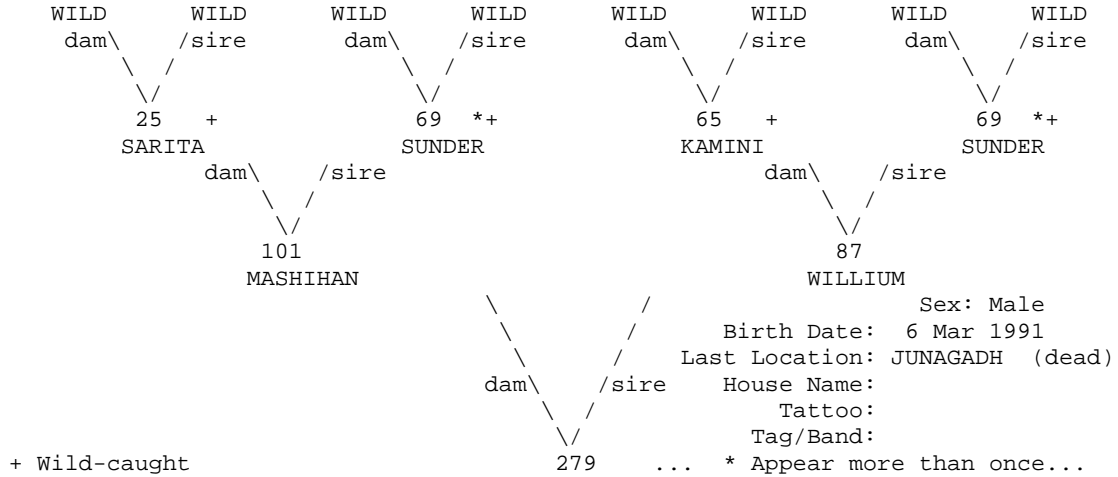 WILD WILD WILD WILD WILD WILD WILD WILD
dam\ /sire dam\ /sire dam\ /sire dam\ /sire
\ / \ / \ / \ /
\/ \/ \/ \/
25 + 69 *+ 65 + 69 *+
SARITA SUNDER KAMINI SUNDER
dam\ /sire dam\ /sire
\ / \ /
\/ \/
101 87
MASHIHAN WILLIUM
\ / Sex: Male
\ / Birth Date: 6 Mar 1991
\ / Last Location: JUNAGADH (dead)
dam\ /sire House Name:
\ / Tattoo:
\/ Tag/Band:
+ Wild-caught 279 ... * Appear more than once...